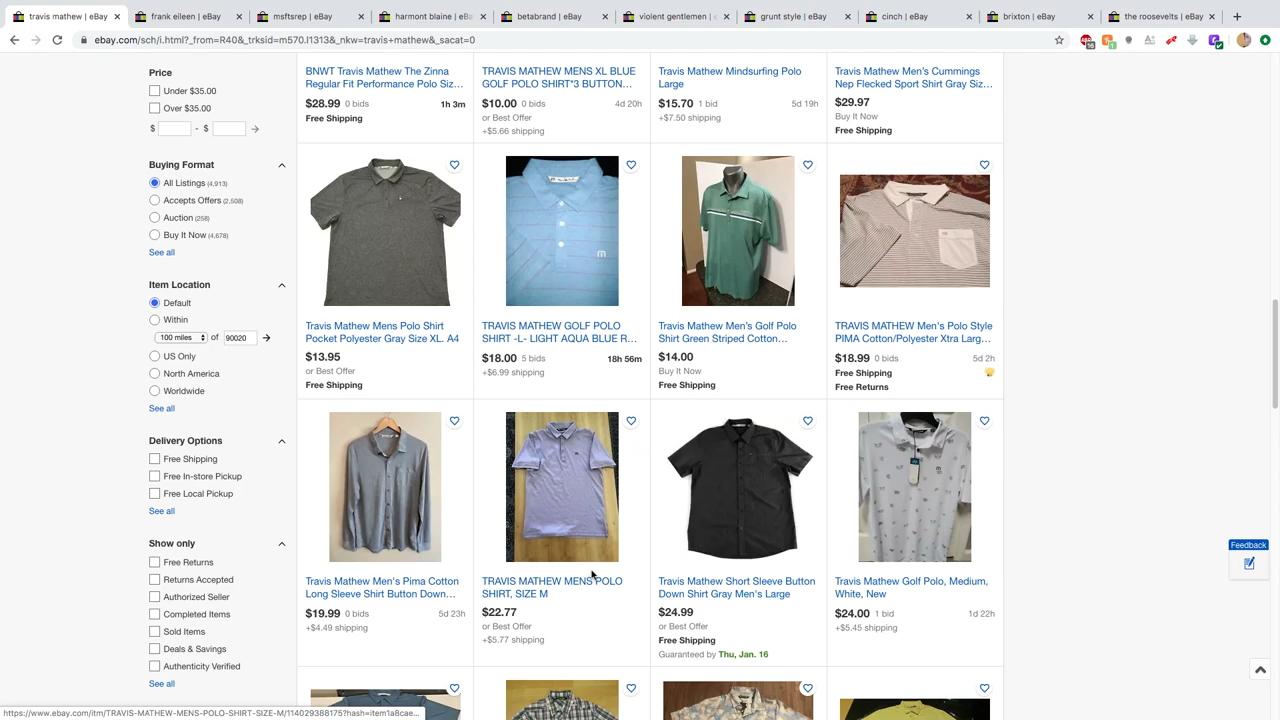 travis mathew | eBay
frank eileen | eBay
msftsrep | eBay
harmont blaine | eBay
betabrand | eBay
violent gentlemen | e
grunt style | eBay
cinch | eBay
brixton | eBay
the roosevelts | eBay
ebay.com/sch/i.html?_from=R40&_trksid=m570.l1313&_nkw=travis+mathew&_sacat=0
Price
Under $35.00
Over $35.00
$ - $
Buying Format
All Listings (4,913)
Accepts Offers (2,508)
Auction (258)
Buy It Now (4,678)
See all
Item Location
Default
Within
100 miles of 90020
US Only
North America
Worldwide
See all
Delivery Options
Free Shipping
Free In-store Pickup
Free Local Pickup
See all
Show only
Free Returns
Returns Accepted
Authorized Seller
Completed Items
Sold Items
Deals & Savings
Authenticity Verified
See all
BNWT Travis Mathew The Zinna
Regular Fit Performance Polo Siz…
$28.99 0 bids 1h 3m
Free Shipping
TRAVIS MATHEW MENS XL BLUE
GOLF POLO SHIRT*3 BUTTON…
$10.00 0 bids 4d 20h
or Best Offer
+$5.66 shipping
Travis Mathew Mindsurfing Polo
Large
$15.70 1 bid 5d 19h
+$7.50 shipping
Travis Mathew Men's Cummings
Nep Flecked Sport Shirt Gray Siz…
$29.97
Buy It Now
Free Shipping
Travis Mathew Mens Polo Shirt
Pocket Polyester Gray Size XL. A4
$13.95
or Best Offer
Free Shipping
TRAVIS MATHEW GOLF POLO
SHIRT -L- LIGHT AQUA BLUE R…
$18.00 5 bids 18h 56m
+$6.99 shipping
Travis Mathew Men's Golf Polo
Shirt Green Striped Cotton…
$14.00
Buy It Now
Free Shipping
TRAVIS MATHEW Men's Polo Style
PIMA Cotton/Polyester Xtra Larg…
$18.99 0 bids 5d 2h
Free Shipping
Free Returns
Travis Mathew Men's Pima Cotton
Long Sleeve Shirt Button Down…
$19.99 0 bids 5d 23h
+$4.49 shipping
TRAVIS MATHEW MENS POLO
SHIRT, SIZE M
$22.77
or Best Offer
+$5.77 shipping
Travis Mathew Short Sleeve Button
Down Shirt Gray Men's Large
$24.99
or Best Offer
Free Shipping
Guaranteed by Thu, Jan. 16
Travis Mathew Golf Polo, Medium,
White, New
$24.00 1 bid 1d 22h
+$5.45 shipping
Feedback
https://www.ebay.com/itm/TRAVIS-MATHEW-MENS-POLO-SHIRT-SIZE-M/114029388175?hash=item1a8cae...